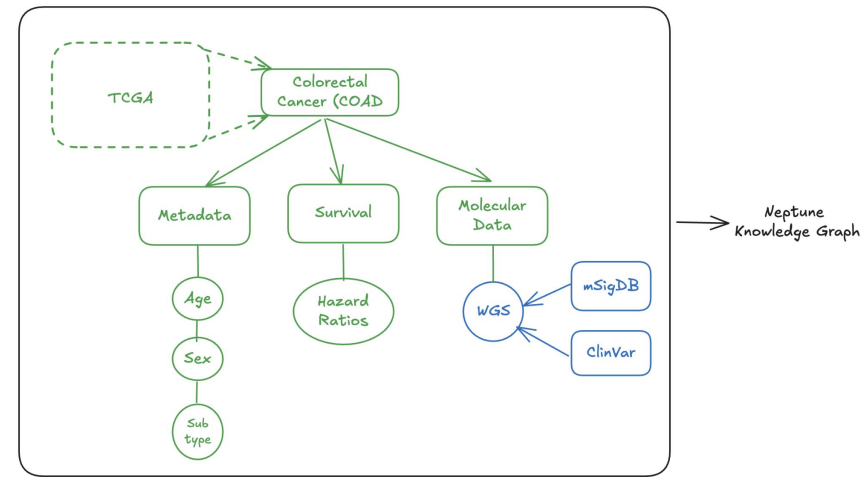 TCGA
Colorectal
Cancer (COAD
Metadata
Survival
Molecular
Data
Neptune
Knowledge Graph
Age
Hazard
Ratios
WGS
mSigDB
Sex
ClinVar
Sub
type